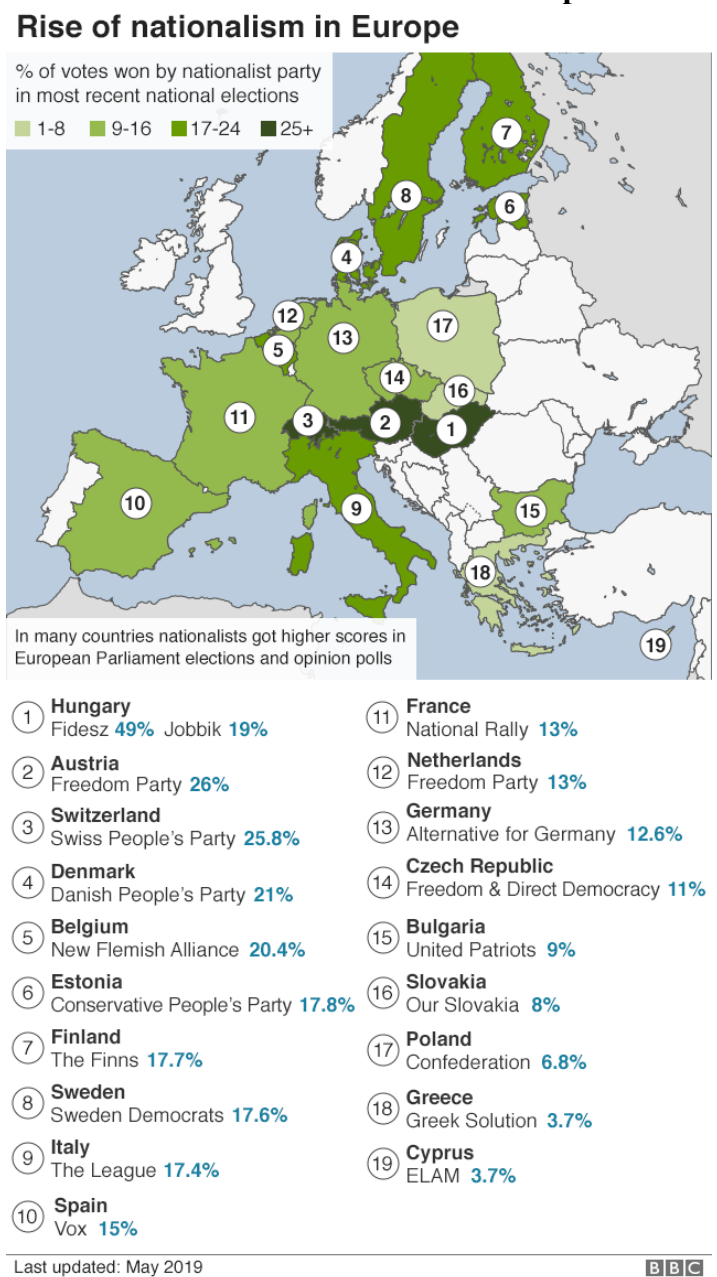 Rise of nationalism in Europe
% of votes won by nationalist party
in most recent national elections
1-8 9-16 17-24 25+
7
8
6
4
12
17
13
5
14
16
3
2
1
11
10
9
15
18
19
In many countries nationalists got higher scores in
European Parliament elections and opinion polls
1 Hungary
Fidesz 49% Jobbik 19%
2 Austria
Freedom Party 26%
3 Switzerland
Swiss People's Party 25.8%
4 Denmark
Danish People's Party 21%
5 Belgium
New Flemish Alliance 20.4%
6 Estonia
Conservative People's Party 17.8%
7 Finland
The Finns 17.7%
8 Sweden
Sweden Democrats 17.6%
9 Italy
The League 17.4%
10 Spain
Vox 15%
11 France
National Rally 13%
12 Netherlands
Freedom Party 13%
13 Germany
Alternative for Germany 12.6%
14 Czech Republic
Freedom & Direct Democracy 11%
15 Bulgaria
United Patriots 9%
16 Slovakia
Our Slovakia 8%
17 Poland
Confederation 6.8%
18 Greece
Greek Solution 3.7%
19 Cyprus
ELAM 3.7%
Last updated: May 2019
BBC